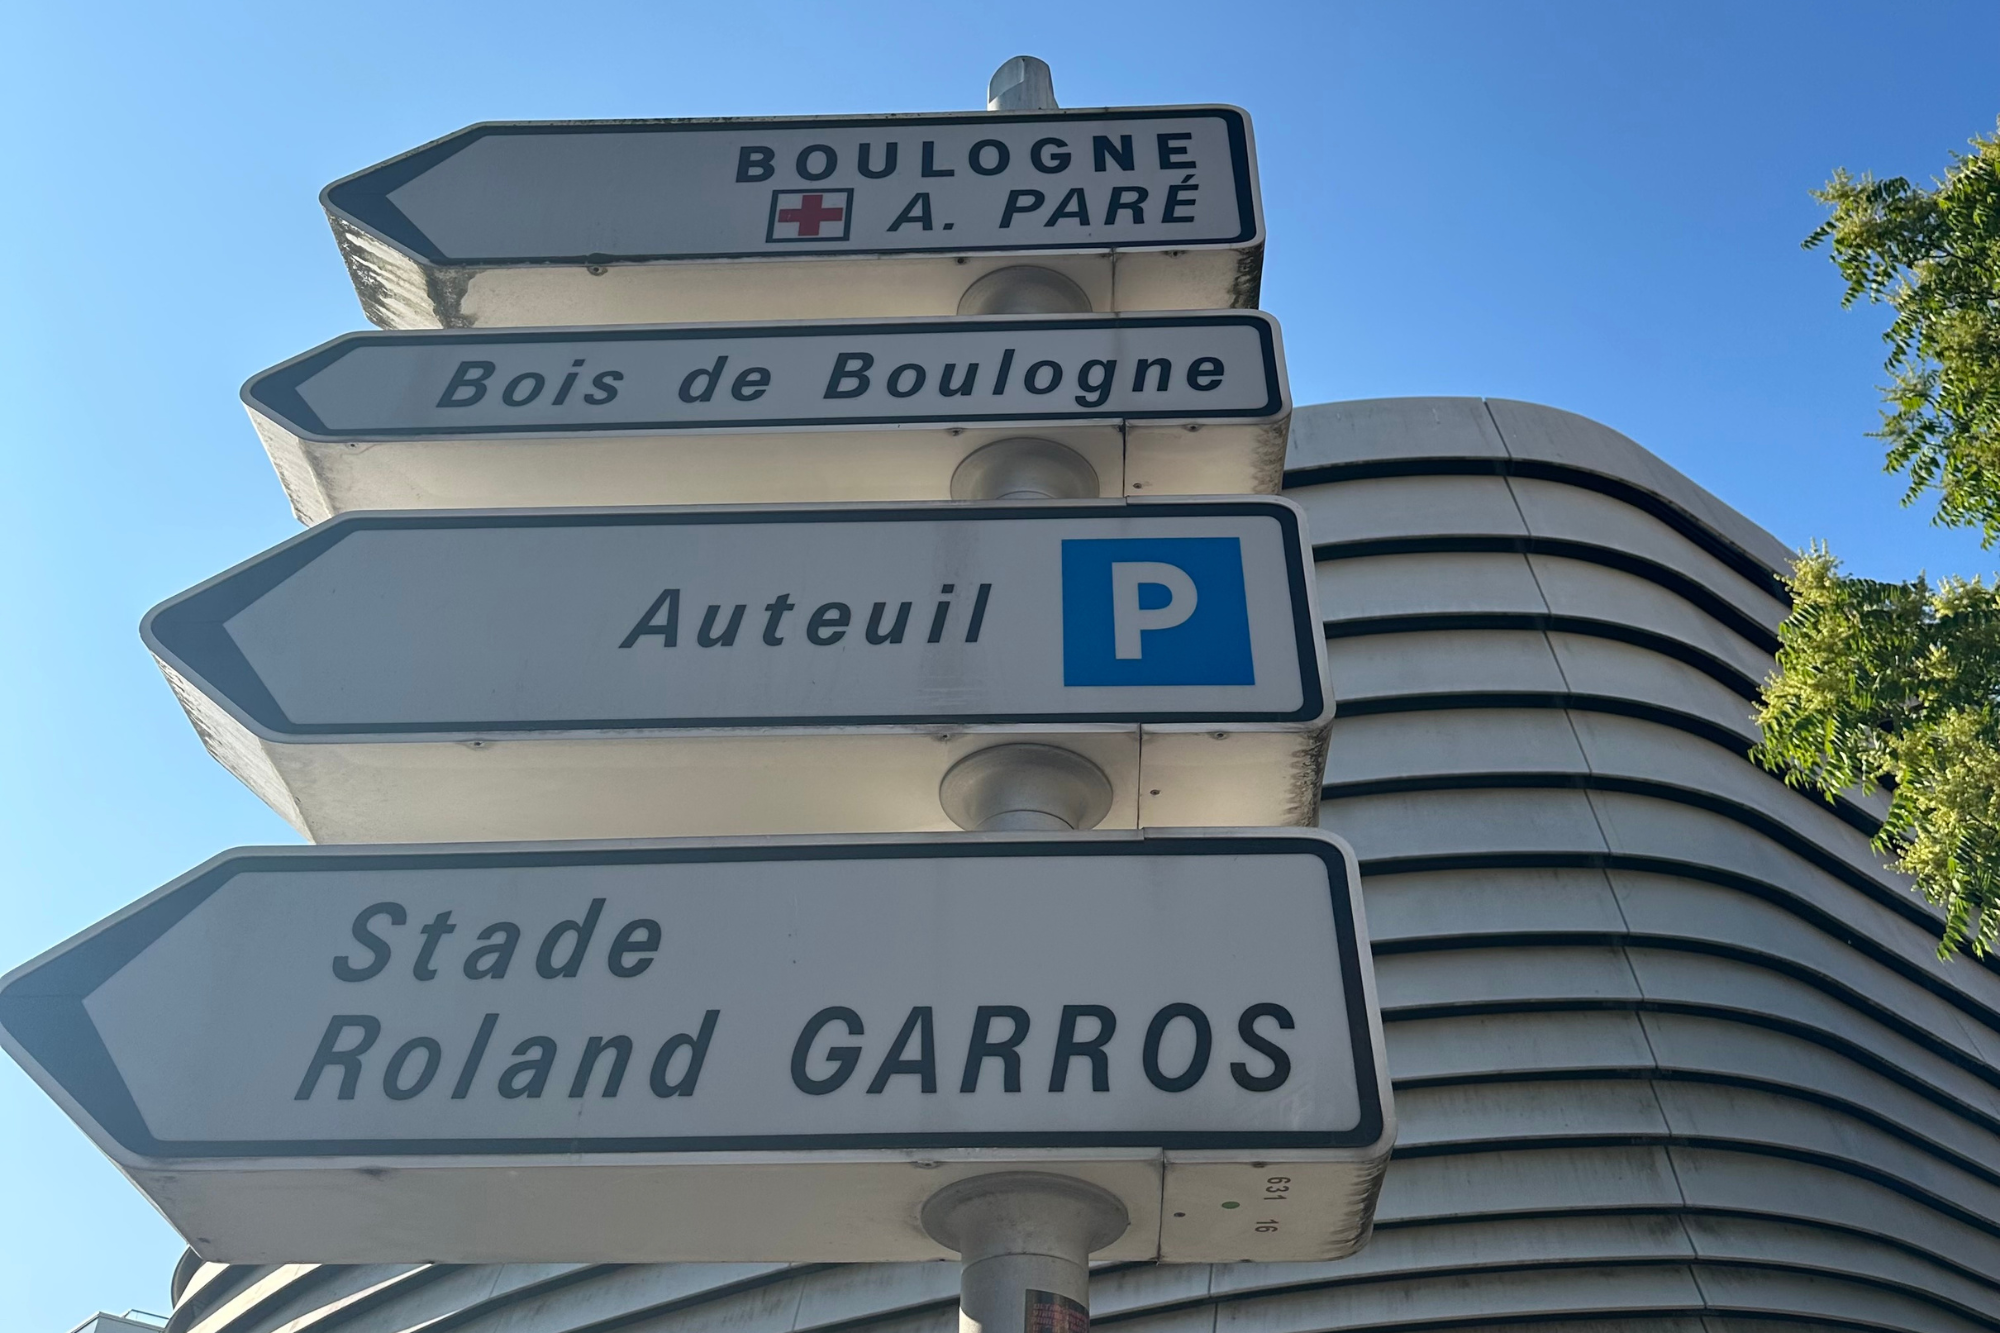 BOULOGNE
A. PARÉ
Bois de Boulogne
Auteuil P
Stade
Roland GARROS
631 16